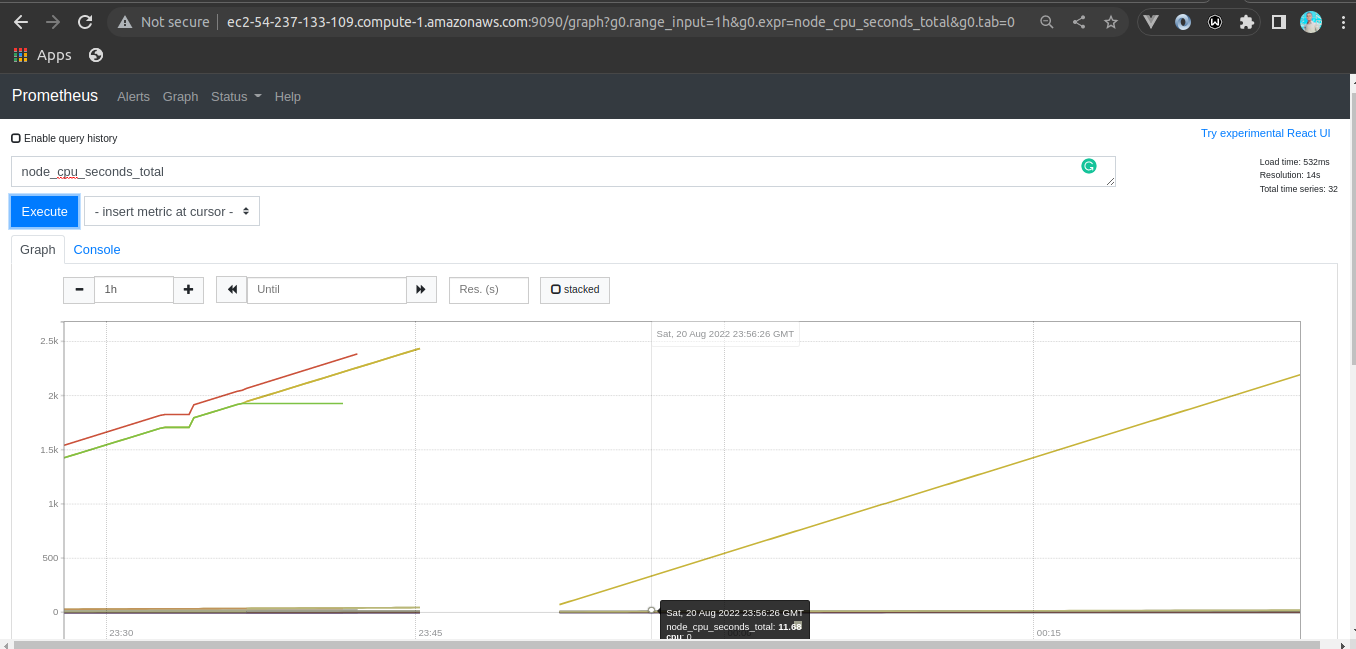 Not secure
ec2-54-237-133-109.compute-1.amazonaws.com:9090/graph?g0.range_input=1h&g0.expr=node_cpu_seconds_total&g0.tab=0
Apps
Prometheus Alerts Graph Status Help
Enable query history
Try experimental React UI
node_cpu_seconds_total
Load time: 532ms
Resolution: 14s
Total time series: 32
Execute
- insert metric at cursor -
Graph Console
1h
Until
Res. (s)
stacked
Sat, 20 Aug 2022 23:56:26 GMT
2.5k
2k
1.5k
1k
500
0
Sat, 20 Aug 2022 23:56:26 GMT
node_cpu_seconds_total: 11.68
cpu: 0
23:30
23:45
00:15